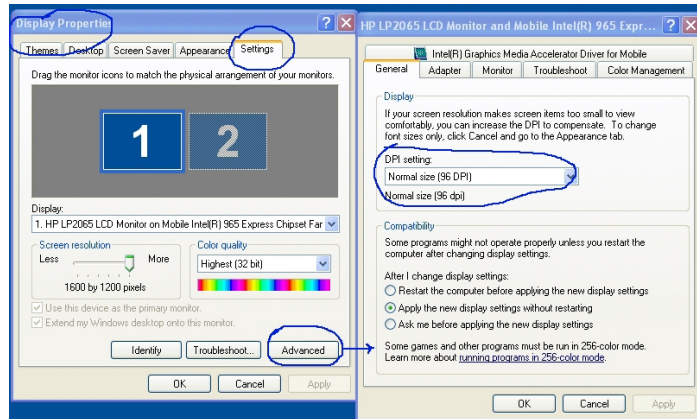 Display Properties
Themes Desktop Screen Saver Appearance Settings
Drag the monitor icons to match the physical arrangement of your monitors.
1 2
Display:
1. HP LP2065 LCD Monitor on Mobile Intel(R) 965 Express Chipset Far
Screen resolution
Less More
1600 by 1200 pixels
Color quality
Highest (32 bit)
Use this device as the primary monitor.
Extend my Windows desktop onto this monitor.
Identify Troubleshoot... Advanced
OK Cancel Apply
HP LP2065 LCD Monitor and Mobile Intel(R) 965 Expr...
Intel(R) Graphics Media Accelerator Driver for Mobile
General Adapter Monitor Troubleshoot Color Management
Display
If your screen resolution makes screen items too small to view
comfortably, you can increase the DPI to compensate. To change
font sizes only, click Cancel and go to the Appearance tab.
DPI setting:
Normal size (96 DPI)
Normal size (96 dpi)
Compatibility
Some programs might not operate properly unless you restart the
computer after changing display settings.
After I change display settings:
Restart the computer before applying the new display settings
Apply the new display settings without restarting
Ask me before applying the new display settings
Some games and other programs must be run in 256-color mode.
Learn more about running programs in 256-color mode.
OK Cancel Apply